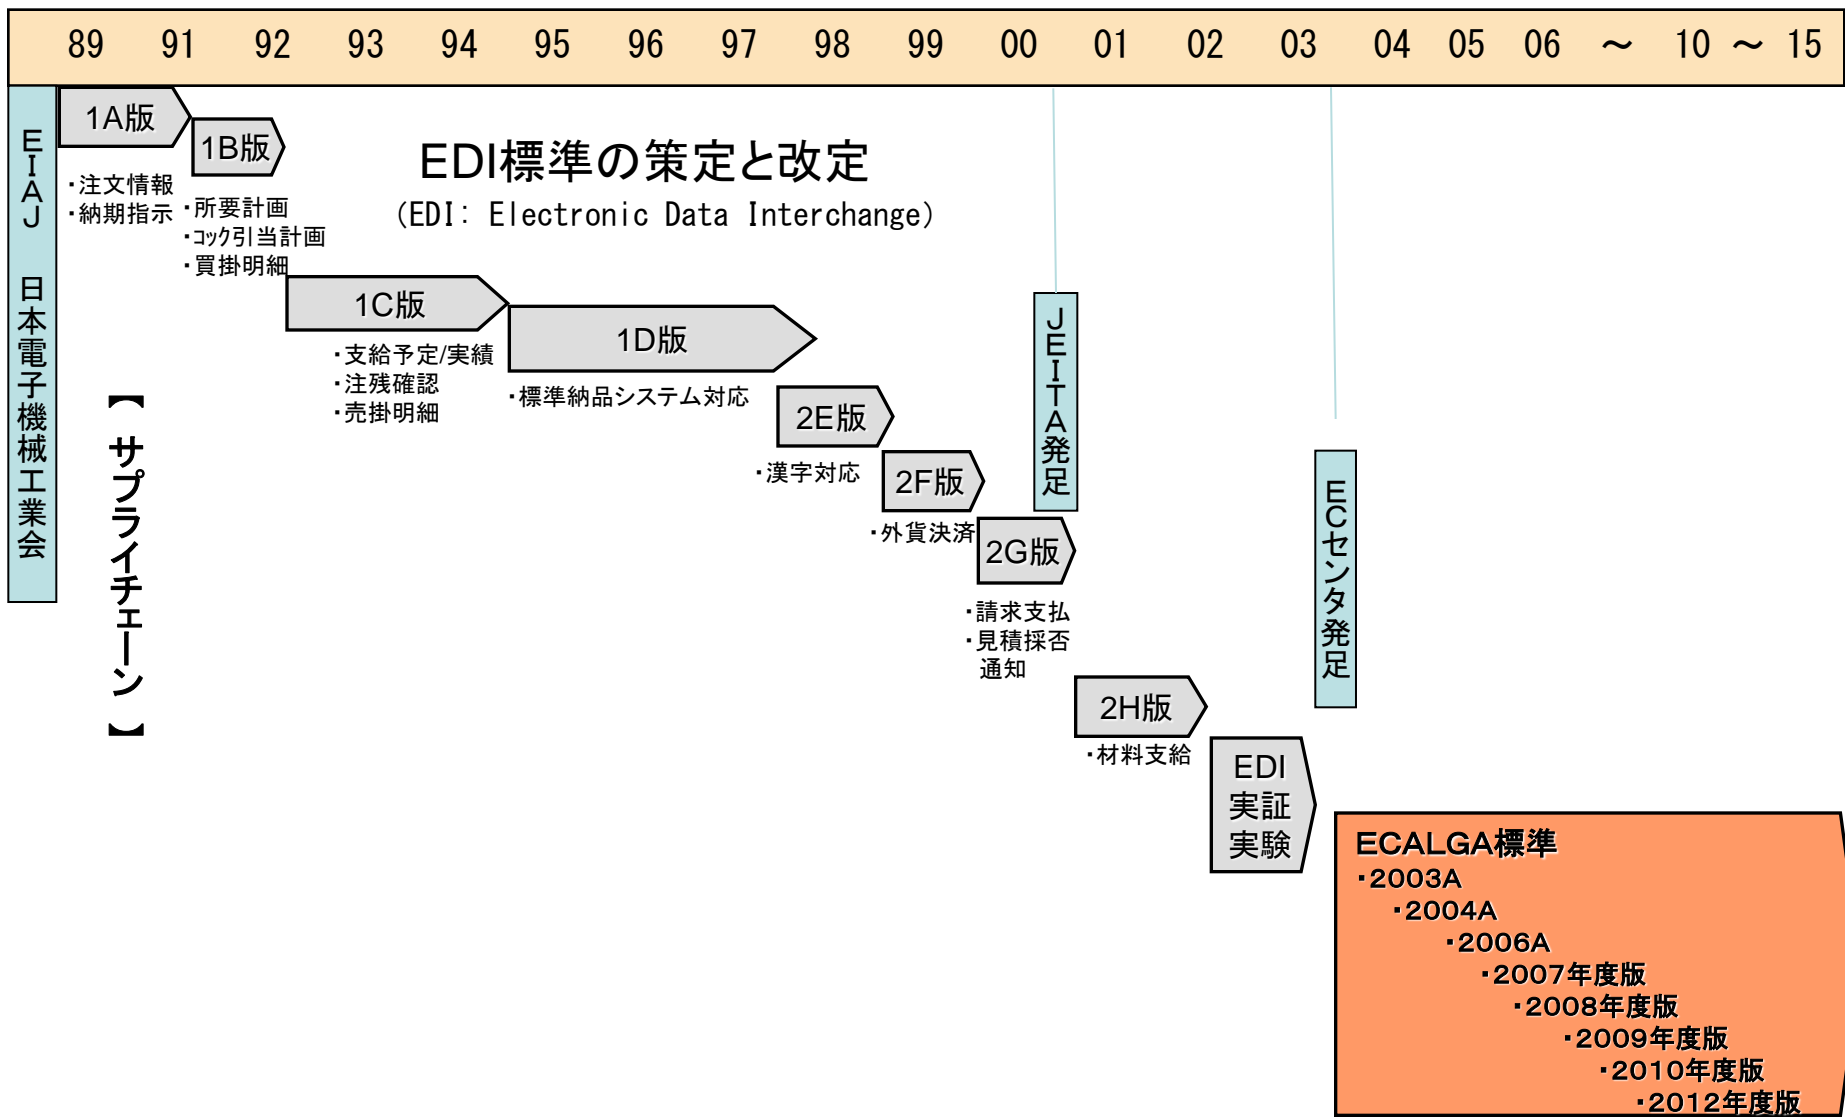 89 91 92 93 94 95 96 97 98 99 00 01 02 03 04 05 06 ～ 10 ～ 15
EIAJ 日本電子機械工業会
1A版
・注文情報
・納期指示
1B版
・所要計画
・コック引当計画
・買掛明細
EDI標準の策定と改定
(EDI: Electronic Data Interchange)
【 サプライチェーン 】
1C版
・支給予定/実績
・注残確認
・売掛明細
1D版
・標準納品システム対応
2E版
・漢字対応
2F版
・外貨決済
2G版
・請求支払
・見積採否
通知
JEITA発足
2H版
・材料支給
ECセンタ発足
EDI
実証
実験
ECALGA標準
・2003A
・2004A
・2006A
・2007年度版
・2008年度版
・2009年度版
・2010年度版
・2012年度版